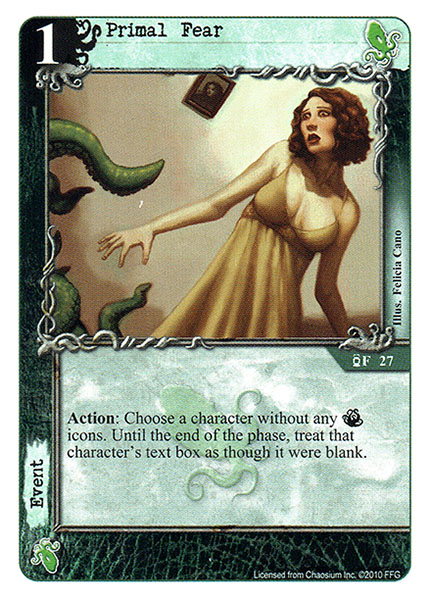 1
Primal Fear
Illus. Felicia Cano
F 27
Action: Choose a character without any
icons. Until the end of the phase, treat that
character's text box as though it were blank.
Event
Licensed from Chaosium Inc. ©2010 FFG